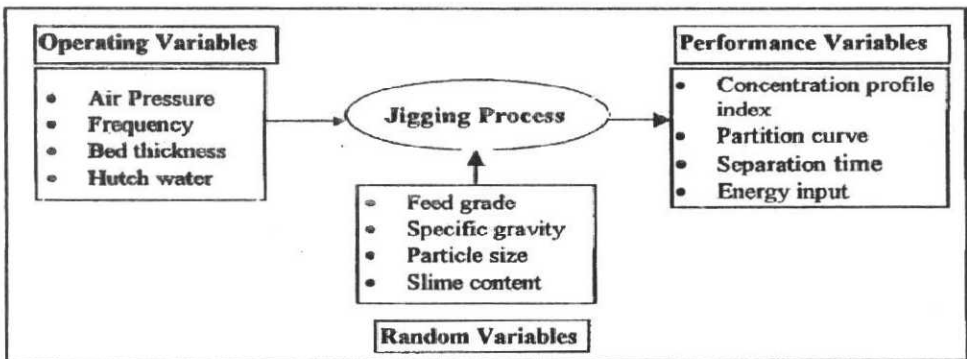 Operating Variables
• Air Pressure
• Frequency
• Bed thickness
• Hutch water
Jigging Process
Performance Variables
• Concentration profile
index
• Partition curve
• Separation time
• Energy input
• Feed grade
• Specific gravity
• Particle size
• Slime content
Random Variables